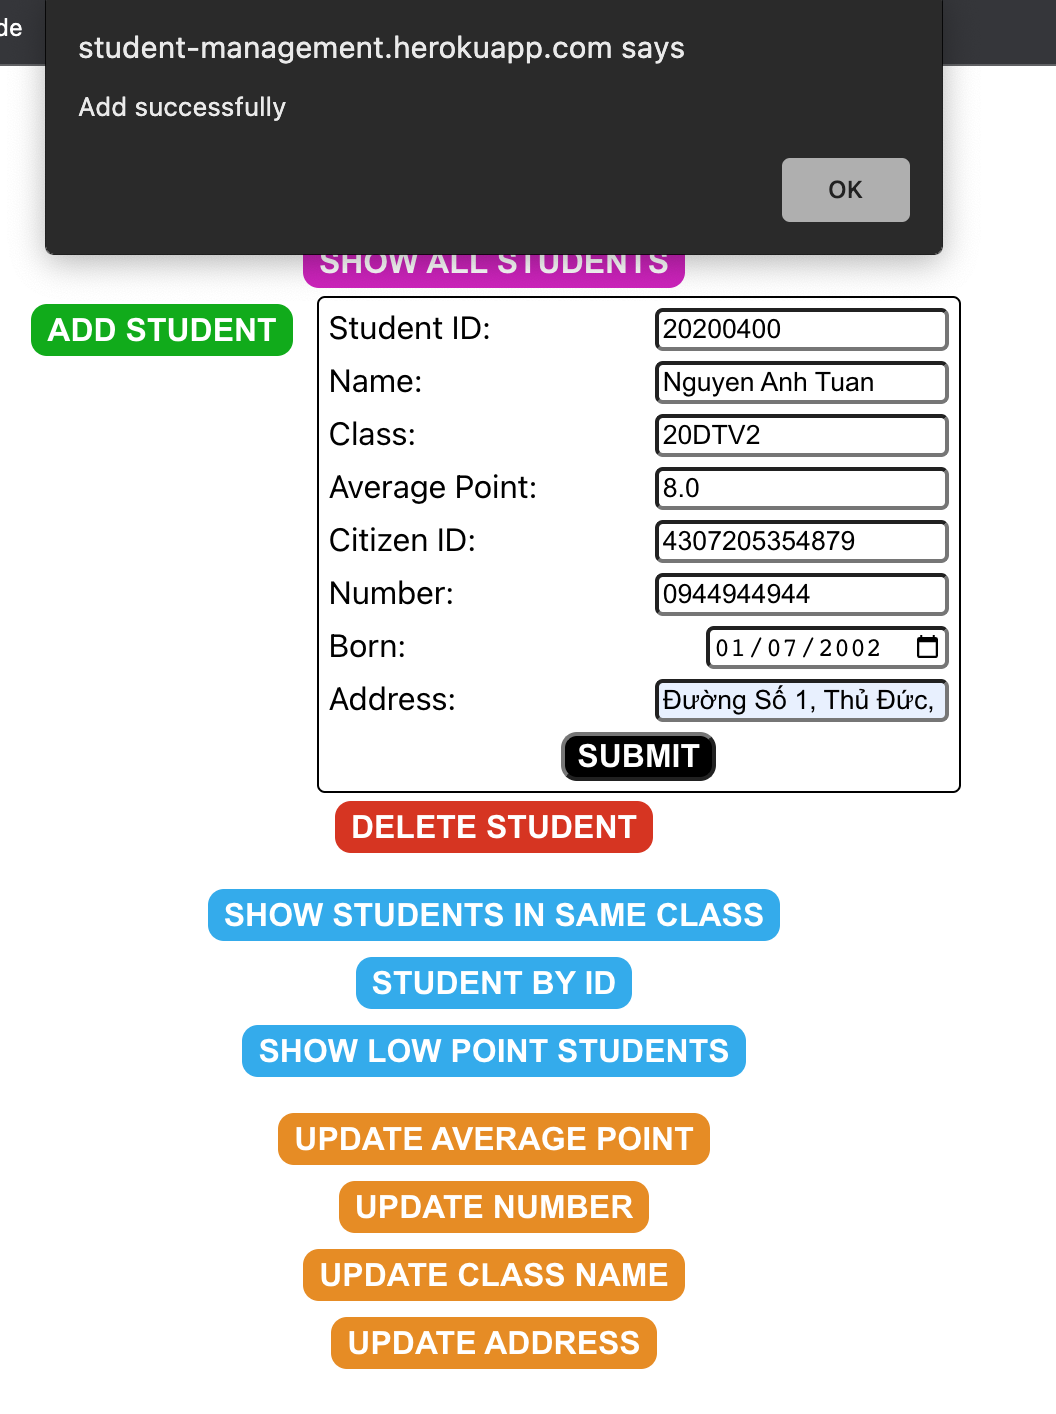 de
student-management.herokuapp.com says
Add successfully
OK
SHOW ALL STUDENTS
ADD STUDENT
Student ID: 20200400
Name: Nguyen Anh Tuan
Class: 20DTV2
Average Point: 8.0
Citizen ID: 4307205354879
Number: 0944944944
Born: 01/07/2002
Address: Đường Số 1, Thủ Đức,
SUBMIT
DELETE STUDENT
SHOW STUDENTS IN SAME CLASS
STUDENT BY ID
SHOW LOW POINT STUDENTS
UPDATE AVERAGE POINT
UPDATE NUMBER
UPDATE CLASS NAME
UPDATE ADDRESS